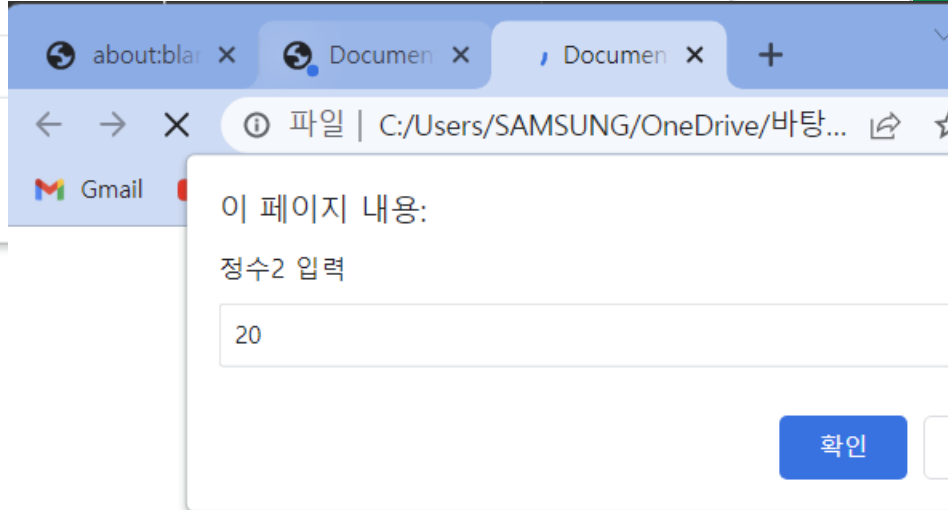 about:blan Documen Documen
파일 | C:/Users/SAMSUNG/OneDrive/바탕...
Gmail
이 페이지 내용:
정수2 입력
20
확인